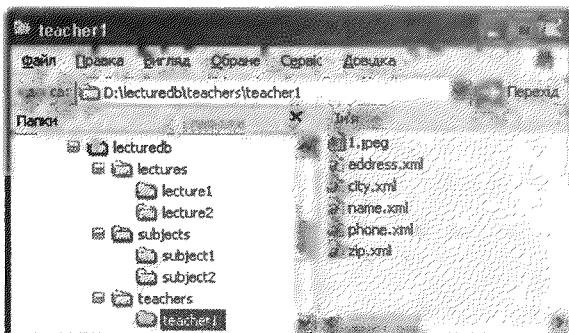 teacher1
Файл Правка Вигляд Обране Сервіс Довідка
D:\lecturedb\teachers\teacher1
Перехід
Папки
Ім'я
lecturedb
lectures
lecture1
lecture2
subjects
subject1
subject2
teachers
teacher1
1.jpeg
address.xml
city.xml
name.xml
phone.xml
zip.xml